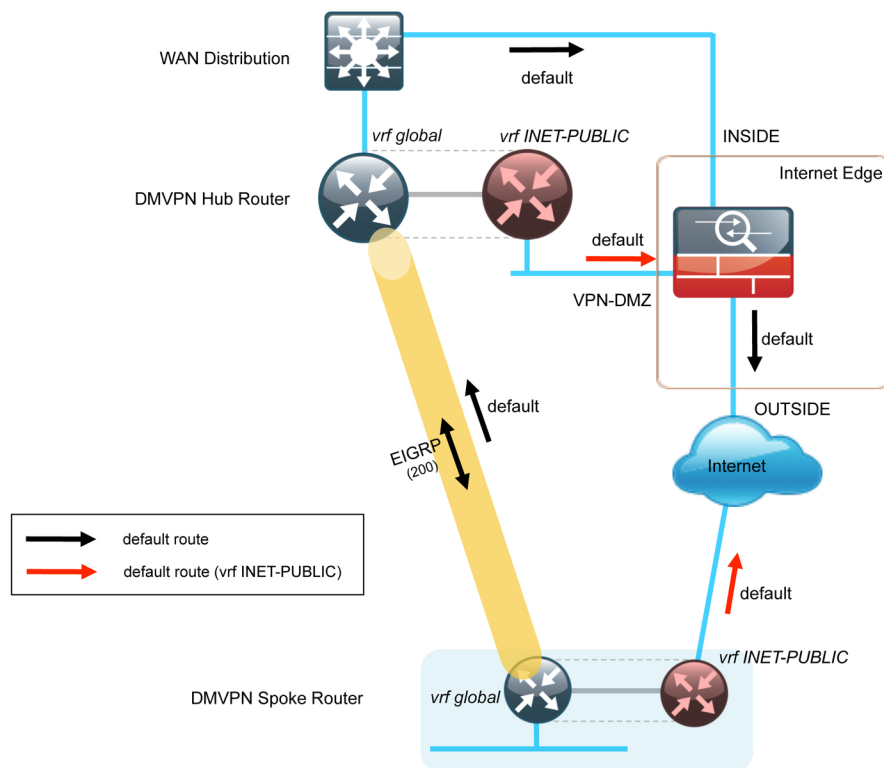 WAN Distribution
default
vrf global
vrf INET-PUBLIC
INSIDE
Internet Edge
DMVPN Hub Router
default
VPN-DMZ
default
default
OUTSIDE
EIGRP
(200)
Internet
default route
default route (vrf INET-PUBLIC)
default
vrf INET-PUBLIC
DMVPN Spoke Router
vrf global